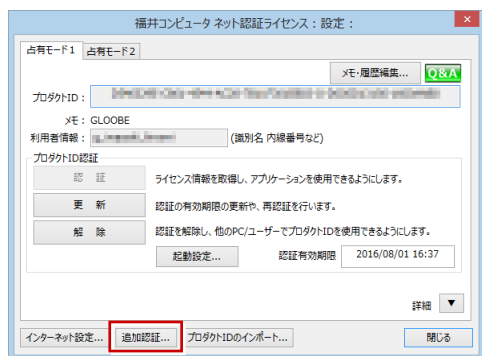 福井コンピュータ ネット認証ライセンス：設定：
占有モード1 占有モード2
メモ・履歴編集... Q&A
プロダクトID：
メモ： GLOOBE
利用者情報： (識別名 内線番号など)
プロダクトID認証
認 証 ライセンス情報を取得し、アプリケーションを使用できるようにします。
更 新 認証の有効期限の更新や、再認証を行います。
解 除 認証を解除し、他のPC/ユーザーでプロダクトIDを使用できるようにします。
起動設定... 認証有効期限 2016/08/01 16:37
詳細 ▼
インターネット設定... 追加認証... プロダクトIDのインポート... 閉じる